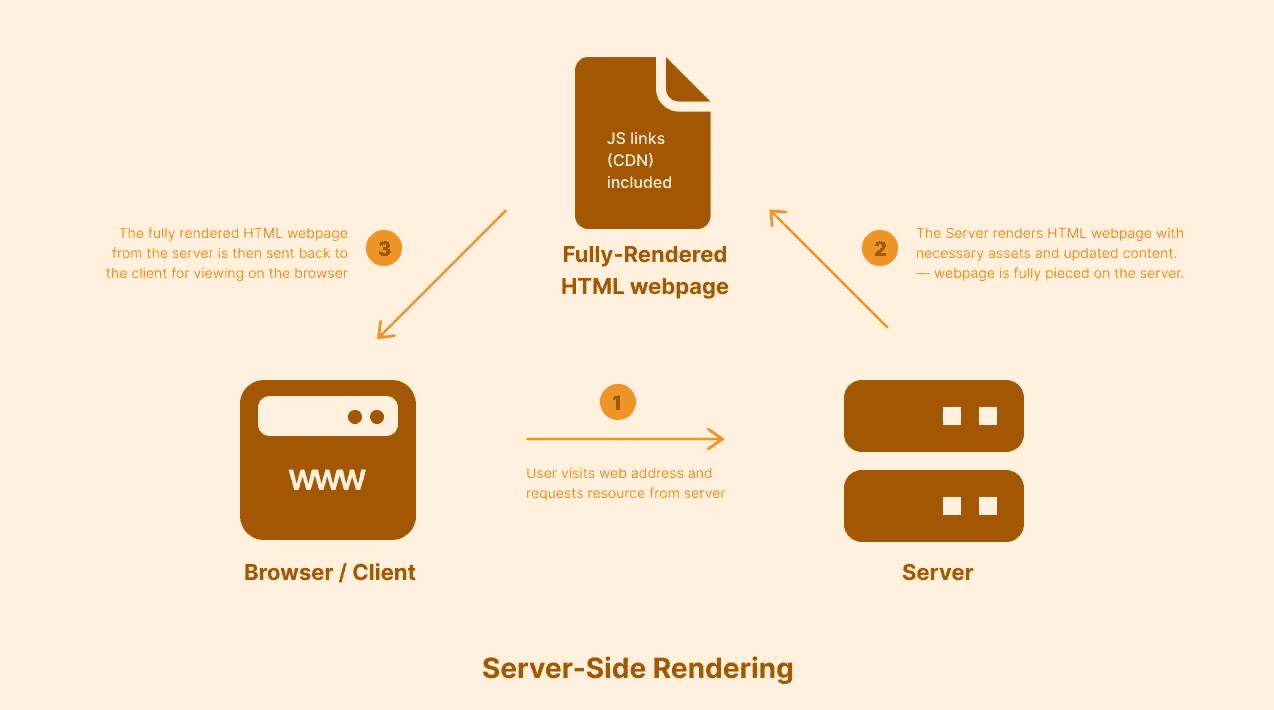 JS links
(CDN)
included
Fully-Rendered
HTML webpage
The fully rendered HTML webpage
from the server is then sent back to
the client for viewing on the browser
3
2
The Server renders HTML webpage with
necessary assets and updated content.
— webpage is fully pieced on the server.
1
User visits web address and
requests resource from server
WWW
Browser / Client
Server
Server-Side Rendering